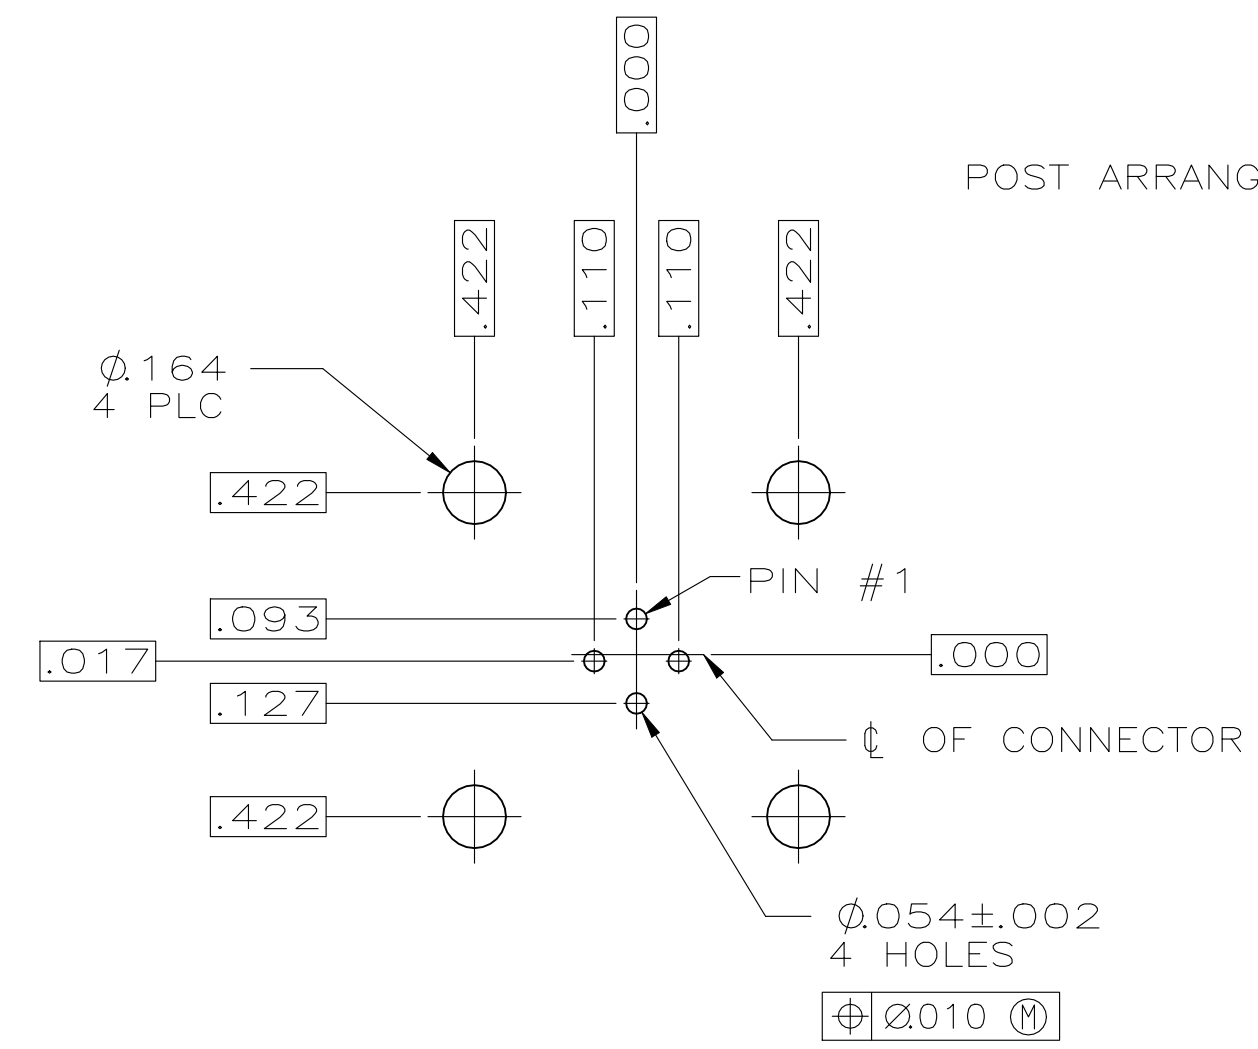 .000
POST ARRANG
.422
.110
.110
.422
Ø.164
4 PLC
.422
PIN #1
.093
.017
.000
.127
℄ OF CONNECTOR
.422
Ø.054±.002
4 HOLES
⌖ Ø.010 Ⓜ